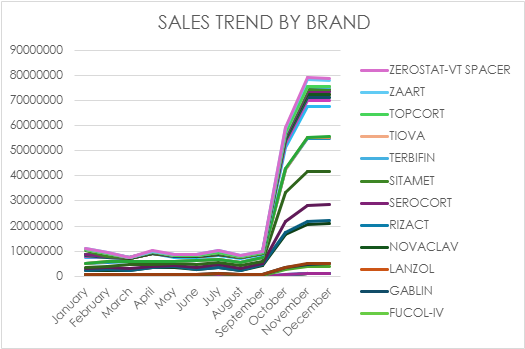 SALES TREND BY BRAND
90000000
80000000
70000000
60000000
50000000
40000000
30000000
20000000
10000000
0
January
February
March
April
May
June
July
August
September
October
November
December
ZEROSTAT-VT SPACER
ZAART
TOPCORT
TIOVA
TERBIFIN
SITAMET
SEROCORT
RIZACT
NOVACLAV
LANZOL
GABLIN
FUCOL-IV